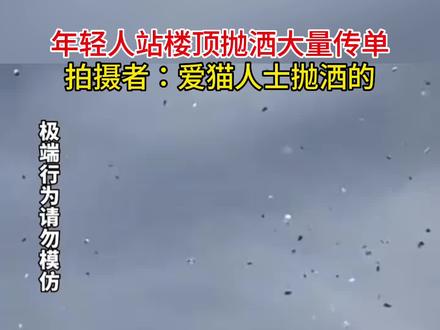 年轻人站楼顶抛洒大量传单
拍摄者：爱猫人士抛洒的
极端行为请勿模仿